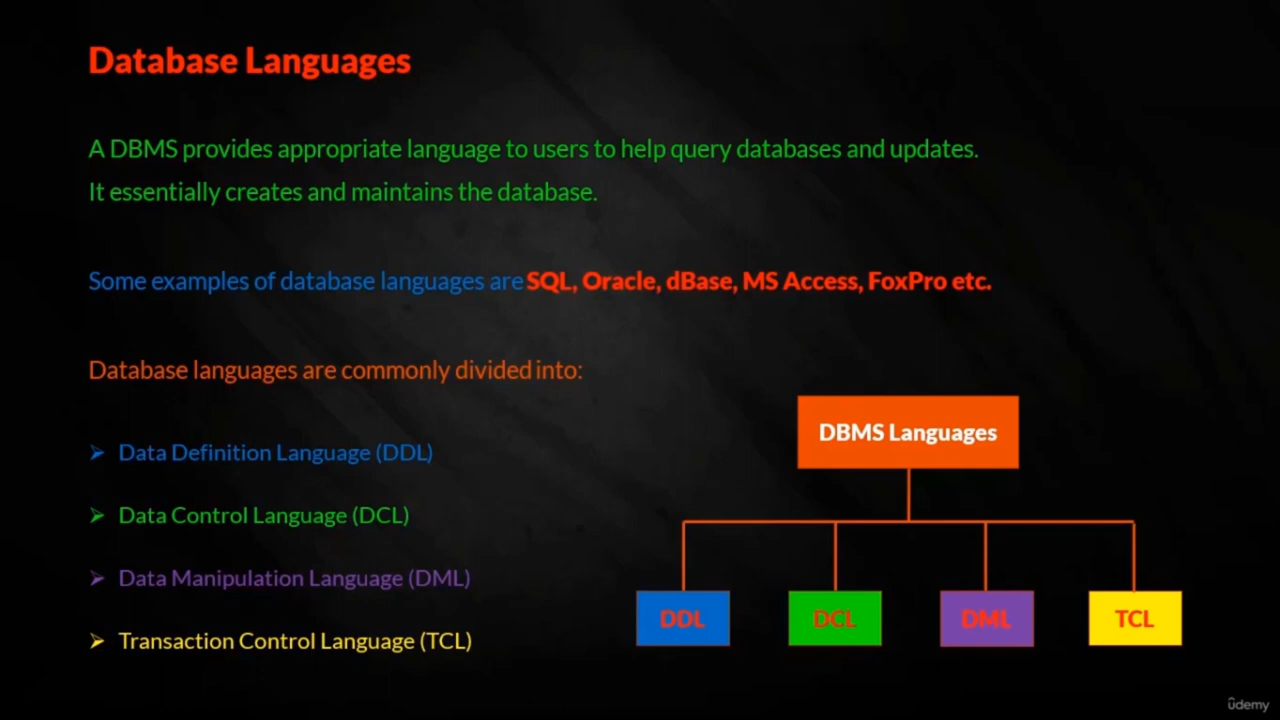 Database Languages
A DBMS provides appropriate language to users to help query databases and updates.
It essentially creates and maintains the database.
Some examples of database languages are SQL, Oracle, dBase, MS Access, FoxPro etc.
Database languages are commonly divided into:
➢ Data Definition Language (DDL)
➢ Data Control Language (DCL)
➢ Data Manipulation Language (DML)
➢ Transaction Control Language (TCL)
DBMS Languages
DDL
DCL
DML
TCL
ûdemy